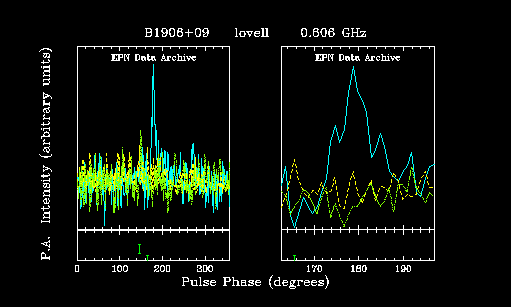 B1906+09 lovell 0.606 GHz
EPN Data Archive EPN Data Archive
P.A. Intensity (arbitrary units)
0 100 200 300 170 180 190
Pulse Phase (degrees)